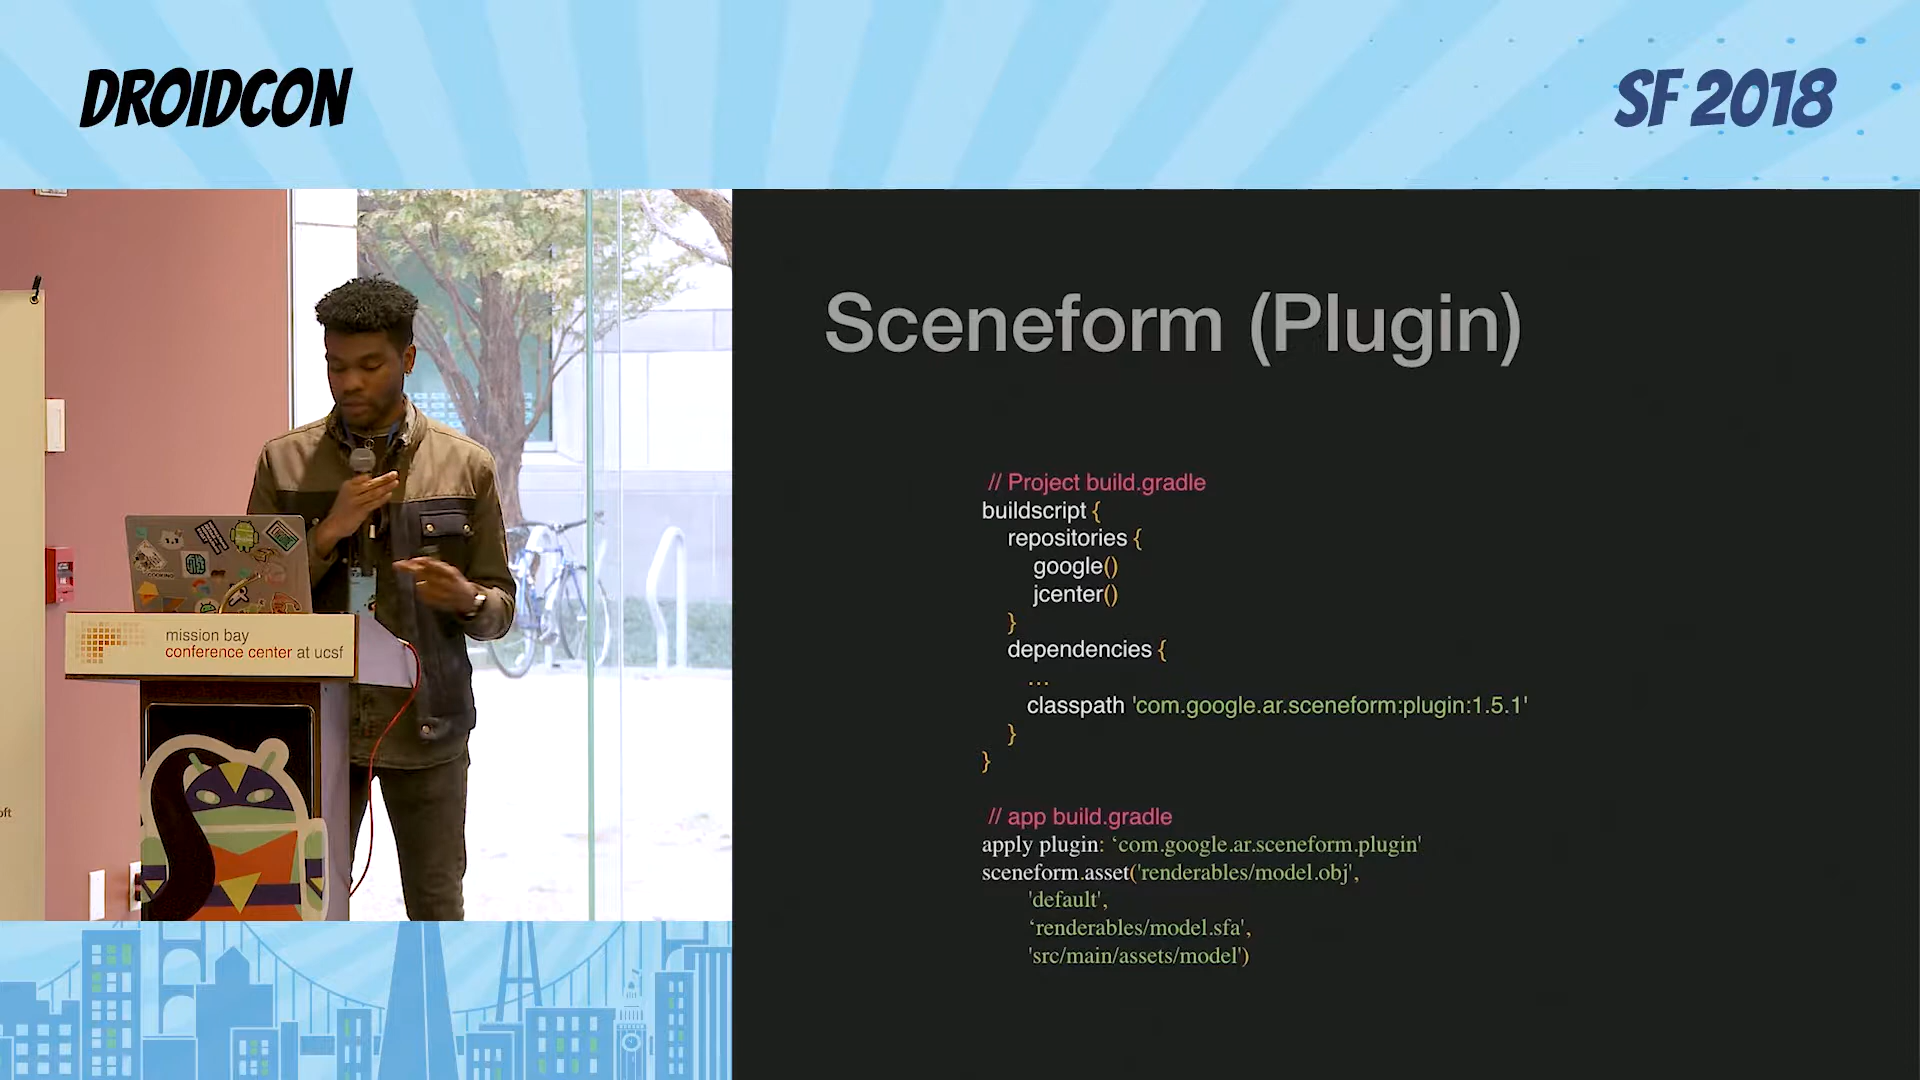 DROIDCON
SF 2018
mission bay
conference center at ucsf
Sceneform (Plugin)
// Project build.gradle
buildscript {
repositories {
google()
jcenter()
}
dependencies {
...
classpath 'com.google.ar.sceneform:plugin:1.5.1'
}
}
// app build.gradle
apply plugin: ‘com.google.ar.sceneform.plugin'
sceneform.asset('renderables/model.obj',
'default',
‘renderables/model.sfa',
'src/main/assets/model')